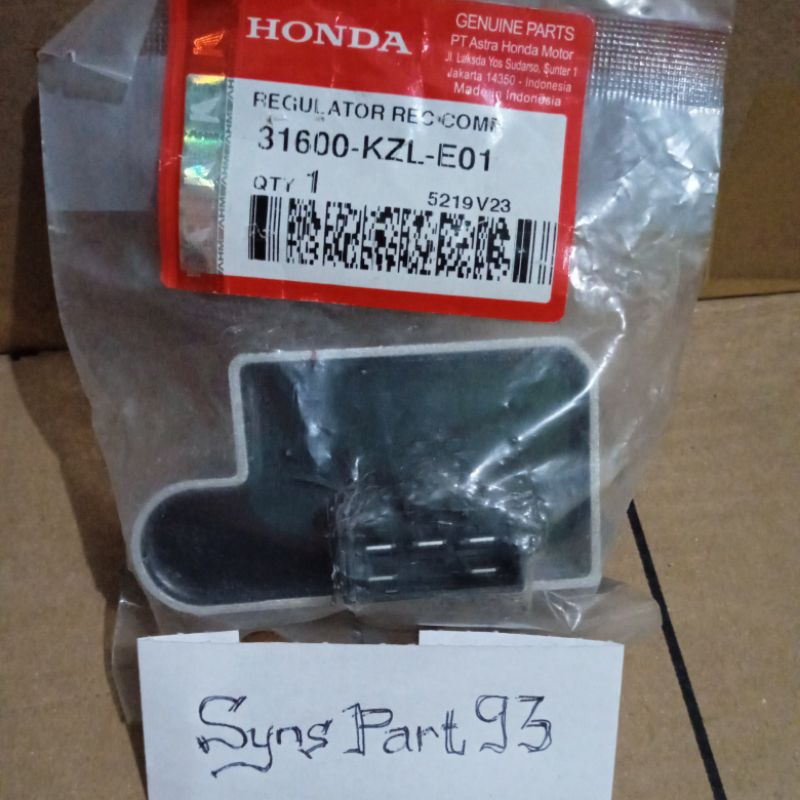 HONDA
GENUINE PARTS
PT Astra Honda Motor
Jl. Laksda Yos Sudarso, Sunter 1
Jakarta 14350 - Indonesia
Made in Indonesia
REGULATOR REC COMP
31600-KZL-E01
QTY 1
5219V23
Syns Part 93